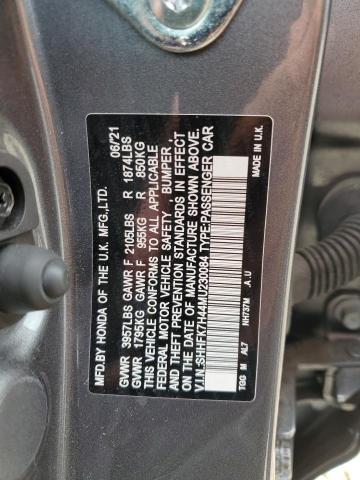 MFD.BY HONDA OF THE U.K. MFG.,LTD. 06/21
GVWR 3957LBS GAWR F 2105LBS R 1874LBS
GVWR 1795KG GAWR F 955KG R 850KG
THIS VEHICLE CONFORMS TO ALL APPLICABLE
FEDERAL MOTOR VEHICLE SAFETY, BUMPER,
AND THEFT PREVENTION STANDARDS IN EFFECT
ON THE DATE OF MANUFACTURE SHOWN ABOVE.
V.I.N.:SHHFK7H44MU230084 TYPE:PASSENGER CAR
TGG M AL7 NH737M A U MADE IN U.K.